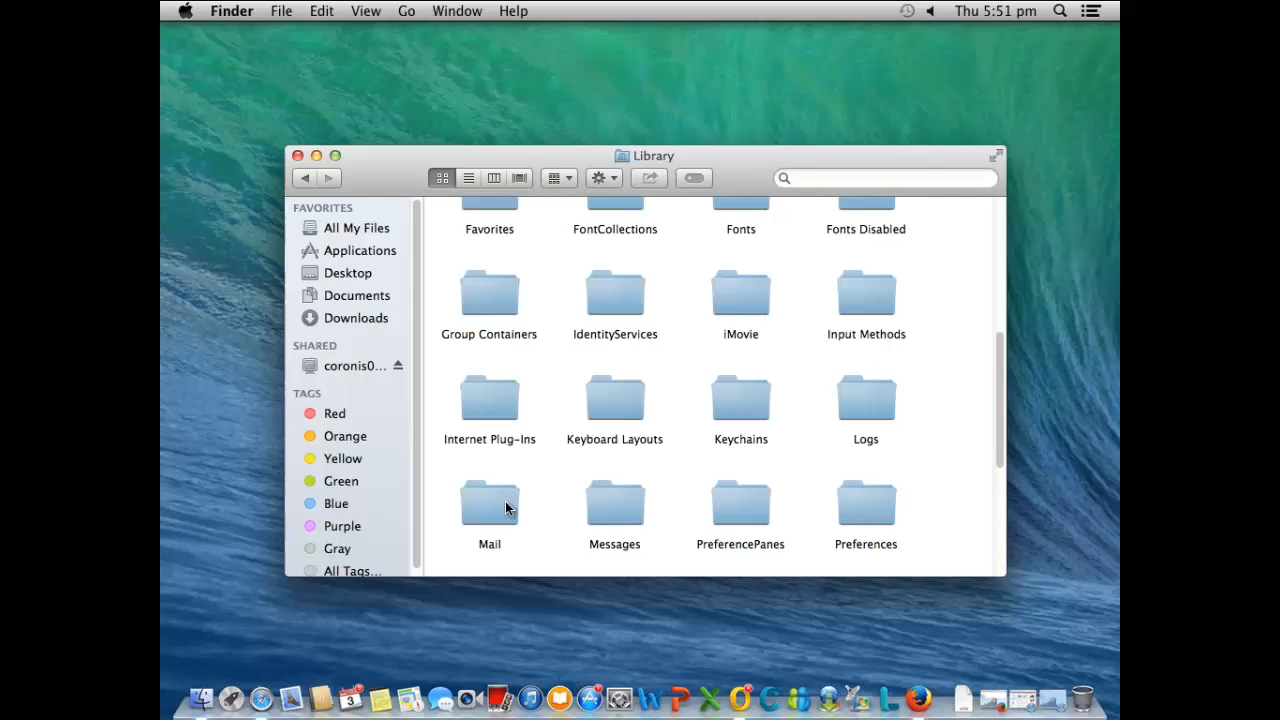 Finder File Edit View Go Window Help Thu 5:51 pm
Library
FAVORITES
All My Files
Applications
Desktop
Documents
Downloads
SHARED
coronis0...
TAGS
Red
Orange
Yellow
Green
Blue
Purple
Gray
All Tags...
Favorites FontCollections Fonts Fonts Disabled
Group Containers IdentityServices iMovie Input Methods
Internet Plug-Ins Keyboard Layouts Keychains Logs
Mail Messages PreferencePanes Preferences
3